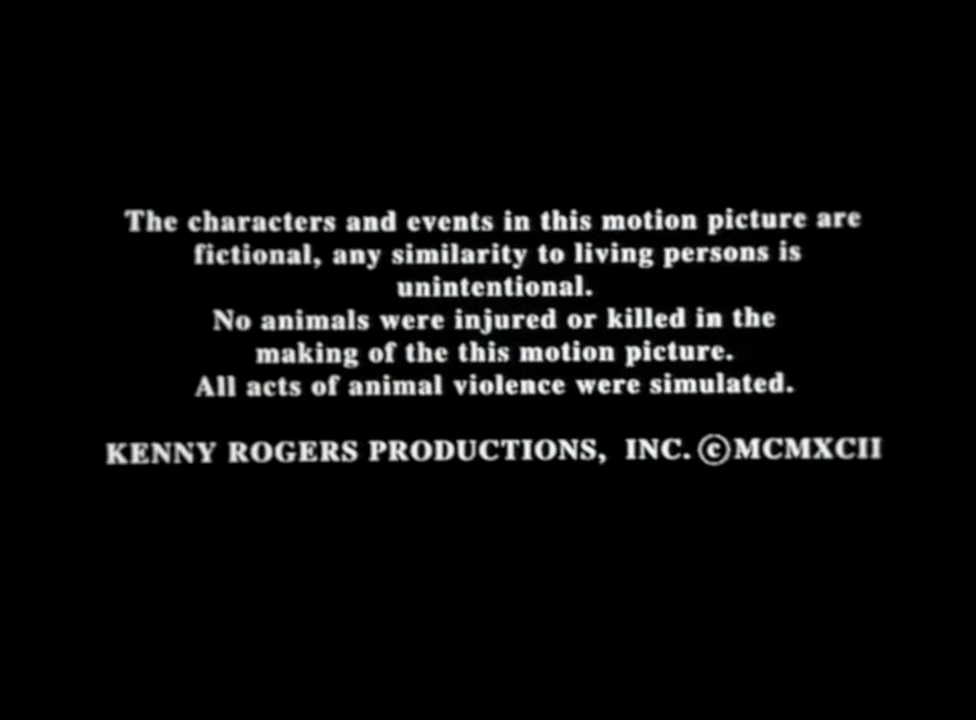 The characters and events in this motion picture are
fictional, any similarity to living persons is
unintentional.
No animals were injured or killed in the
making of the this motion picture.
All acts of animal violence were simulated.
KENNY ROGERS PRODUCTIONS, INC. ©MCMXCII